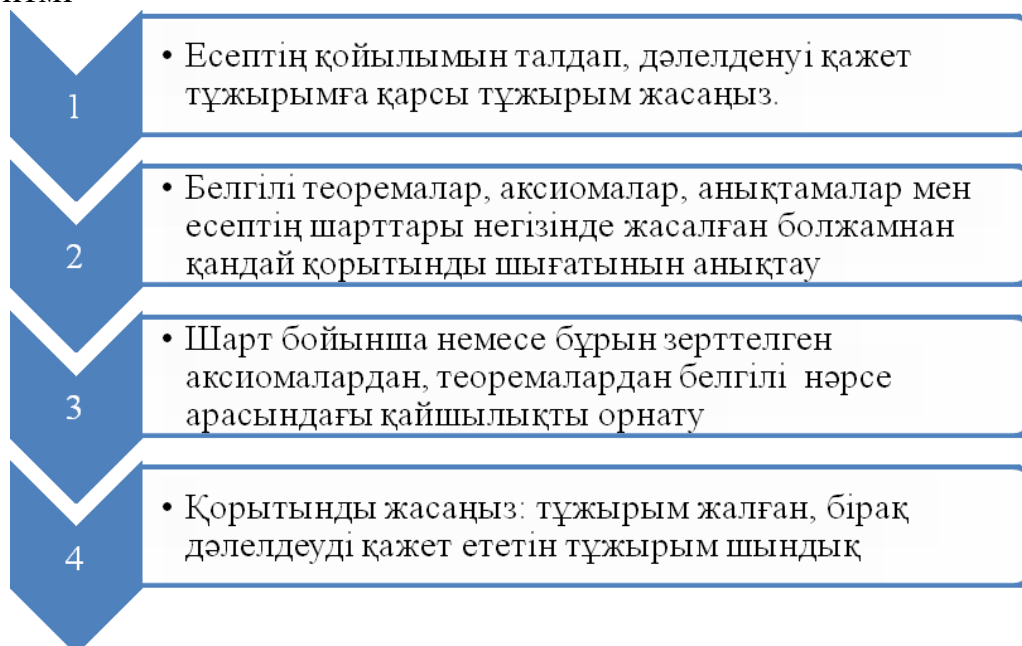 1
• Есептің қойылымын талдап, дәлелденуі қажет
тұжырымға қарсы тұжырым жасаңыз.
2
• Белгілі теоремалар, аксиомалар, анықтамалар мен
есептің шарттары негізінде жасалған болжамнан
қандай қорытынды шығатынын анықтау
3
• Шарт бойынша немесе бұрын зерттелген
аксиомалардан, теоремалардан белгілі нәрсе
арасындағы қайшылықты орнату
4
• Қорытынды жасаңыз: тұжырым жалған, бірақ
дәлелдеуді қажет ететін тұжырым шындық